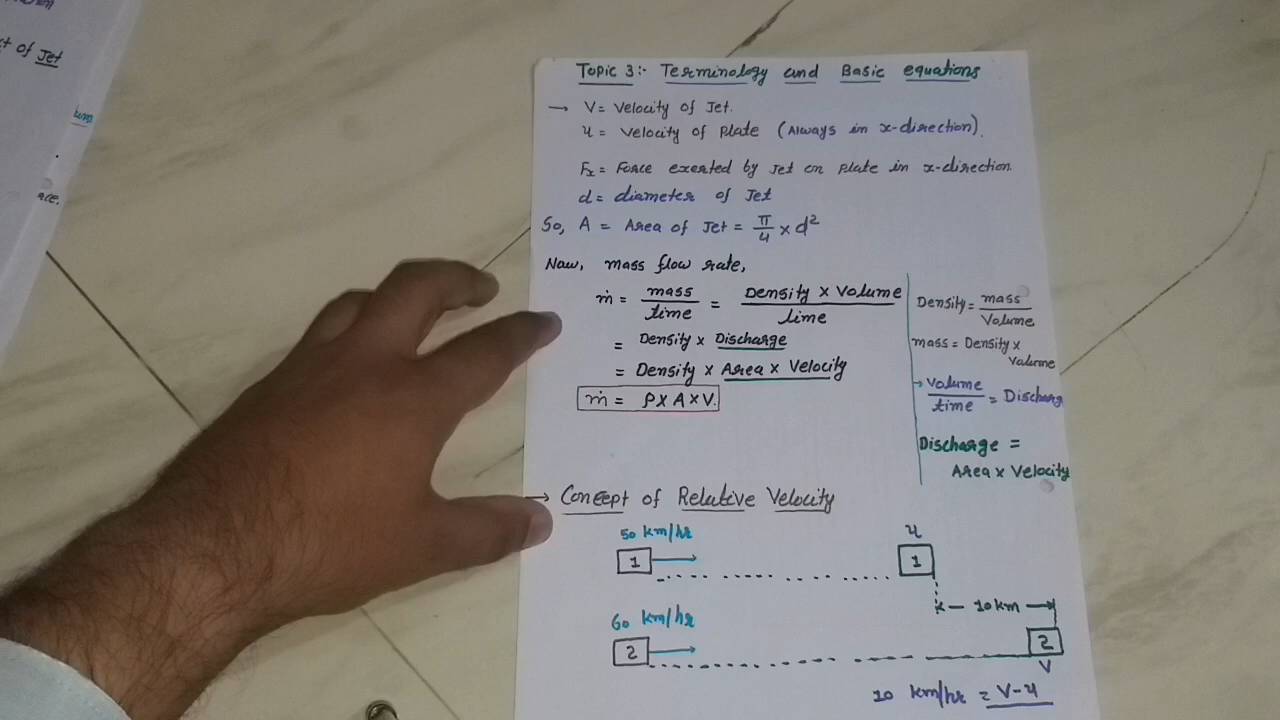 ct of Jet
Topic 3:- Terminology and Basic equations
→ V = Velocity of Jet.
u = Velocity of plate (Always in x-direction).
Fx = Force exerted by Jet on plate in x-direction.
d = diameter of Jet
So, A = Area of Jet = π/4 × d²
Now, mass flow rate,
ṁ = mass/time = Density × Volume/time
= Density × Discharge
= Density × Area × Velocity
ṁ = ρ × A × V.
Density = mass/Volume
mass = Density ×
Volume
→ Volume/time = Discharg
Discharge =
Area × Velocity
→ Concept of Relative Velocity
50 km/hr
u
1 → 1
10 km
60 km/hr
2 → 2
V
10 km/hr = V-u